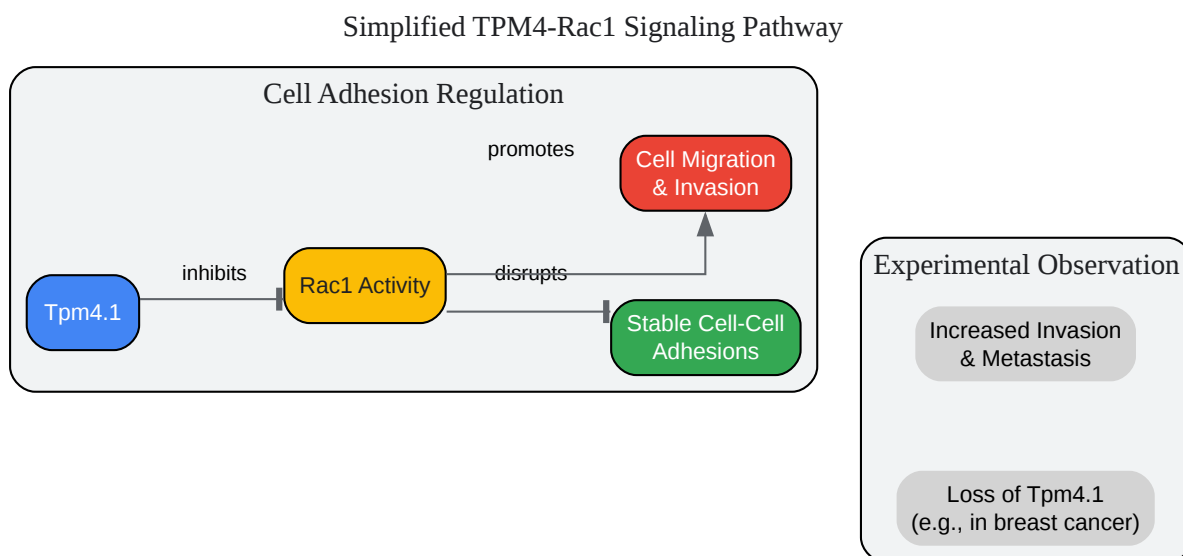 Simplified TPM4-Rac1 Signaling Pathway
Cell Adhesion Regulation
promotes
Cell Migration
& Invasion
inhibits
Rac1 Activity
disrupts
Tpm4.1
Stable Cell-Cell
Adhesions
Experimental Observation
Increased Invasion
& Metastasis
Loss of Tpm4.1
(e.g., in breast cancer)